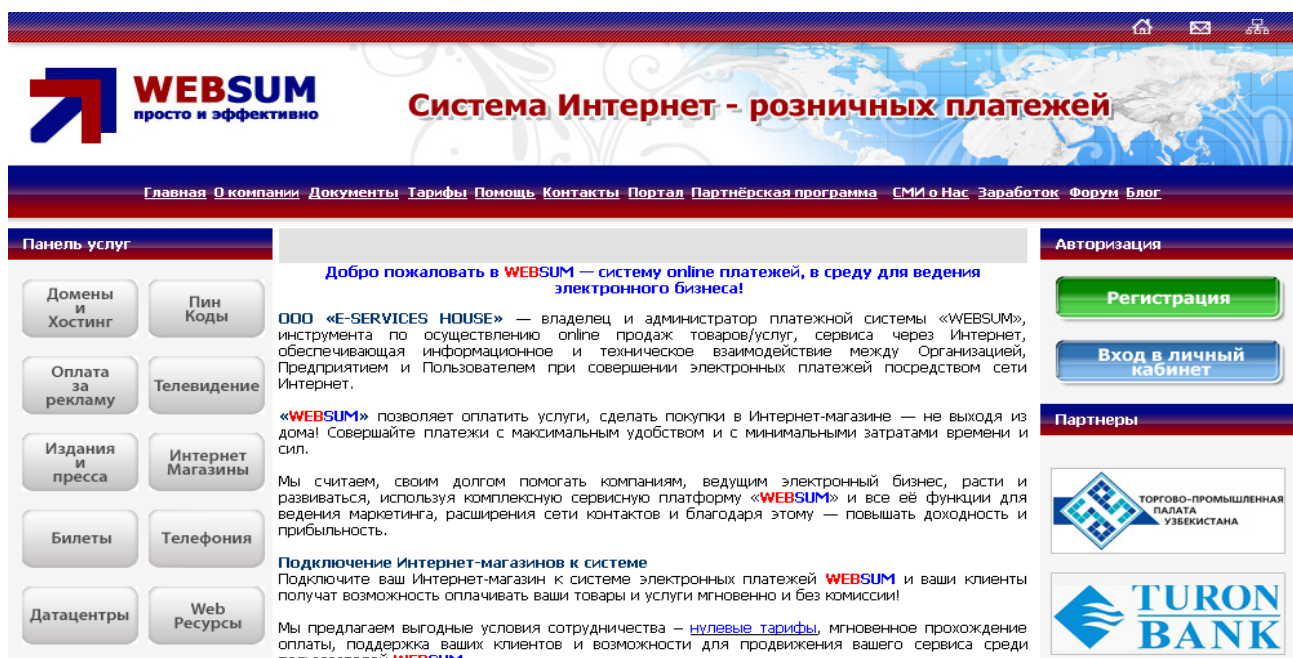 WEBSUM
просто и эффективно
Система Интернет - розничных платежей
Главная О компании Документы Тарифы Помощь Контакты Портал Партнёрская программа СМИ о Нас Заработок Форум Блог
Панель услуг
Домены
и
Хостинг
Пин
Коды
Оплата
за
рекламу
Телевидение
Издания
и
пресса
Интернет
Магазины
Билеты
Телефония
Датацентры
Web
Ресурсы
Добро пожаловать в WEBSUM — систему online платежей, в среду для ведения
электронного бизнеса!
ООО «E-SERVICES HOUSE» — владелец и администратор платежной системы «WEBSUM»,
инструмента по осуществлению online продаж товаров/услуг, сервиса через Интернет,
обеспечивающая информационное и техническое взаимодействие между Организацией,
Предприятием и Пользователем при совершении электронных платежей посредством сети
Интернет.
«WEBSUM» позволяет оплатить услуги, сделать покупки в Интернет-магазине — не выходя из
дома! Совершайте платежи с максимальным удобством и с минимальными затратами времени и
сил.
Мы считаем, своим долгом помогать компаниям, ведущим электронный бизнес, расти и
развиваться, используя комплексную сервисную платформу «WEBSUM» и все её функции для
ведения маркетинга, расширения сети контактов и благодаря этому — повышать доходность и
прибыльность.
Подключение Интернет-магазинов к системе
Подключите ваш Интернет-магазин к системе электронных платежей WEBSUM и ваши клиенты
получат возможность оплачивать ваши товары и услуги мгновенно и без комиссии!
Мы предлагаем выгодные условия сотрудничества – нулевые тарифы, мгновенное прохождение
оплаты, поддержка ваших клиентов и возможности для продвижения вашего сервиса среди
пользователей WEBSUM
Авторизация
Регистрация
Вход в личный
кабинет
Партнеры
ТОРГОВО-ПРОМЫШЛЕННАЯ
ПАЛАТА
УЗБЕКИСТАНА
TURON
BANK